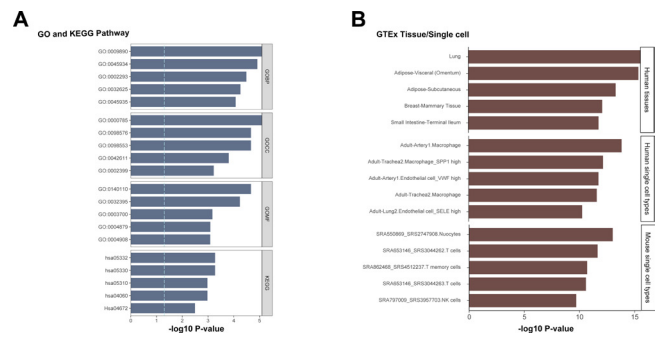 A
GO and KEGG Pathway
GO:0009890
GO:0045934
GO:0002293
GO:0032625
GO:0045935
GOBP
GO:0000785
GO:0098576
GO:0098553
GO:0042611
GO:0002399
GOCC
GO:0140110
GO:0032395
GO:0003700
GO:0004879
GO:0004908
GOMF
hsa05332
hsa05330
hsa05310
hsa04060
Hsa04672
KEGG
0 1 2 3 4 5
-log10 P-value
B
GTEx Tissue/Single cell
Lung
Adipose-Visceral (Omentum)
Adipose-Subcutaneous
Breast-Mammary Tissue
Small Intestine-Terminal Ileum
Human tissues
Adult-Artery1.Macrophage
Adult-Trachea2.Macrophage_SPP1 high
Adult-Artery1.Endothelial cell_VWF high
Adult-Trachea2.Macrophage
Adult-Lung2.Endothelial cell_SELE high
Human single cell types
SRA550869_SRS2747908.Nuocytes
SRA653146_SRS3044262.T cells
SRA862468_SRS4512237.T memory cells
SRA653146_SRS3044263.T cells
SRA797000_SRS3957703.NK cells
Mouse single cell types
0 5 10 15
-log10 P-value